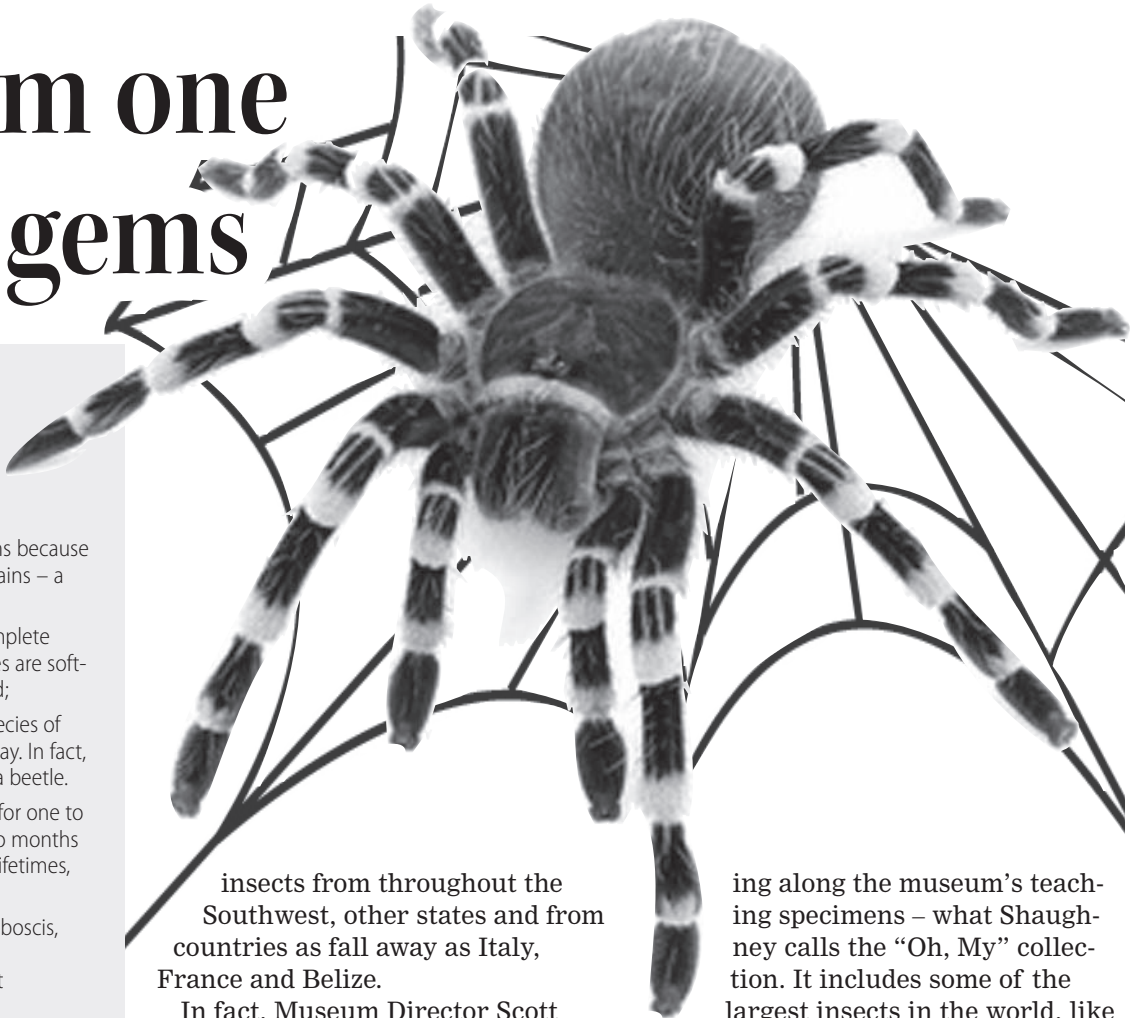 m one
gems
ns because
ains – a
mplete
es are soft-
d;
ecies of
ay. In fact,
a beetle.
for one to
o months
ifetimes,
boscis,
t
insects from throughout the
Southwest, other states and from
countries as fall away as Italy,
France and Belize.
In fact, Museum Director Scott
ing along the museum’s teach-
ing specimens – what Shaugh-
ney calls the “Oh, My” collec-
tion. It includes some of the
largest insects in the world, like